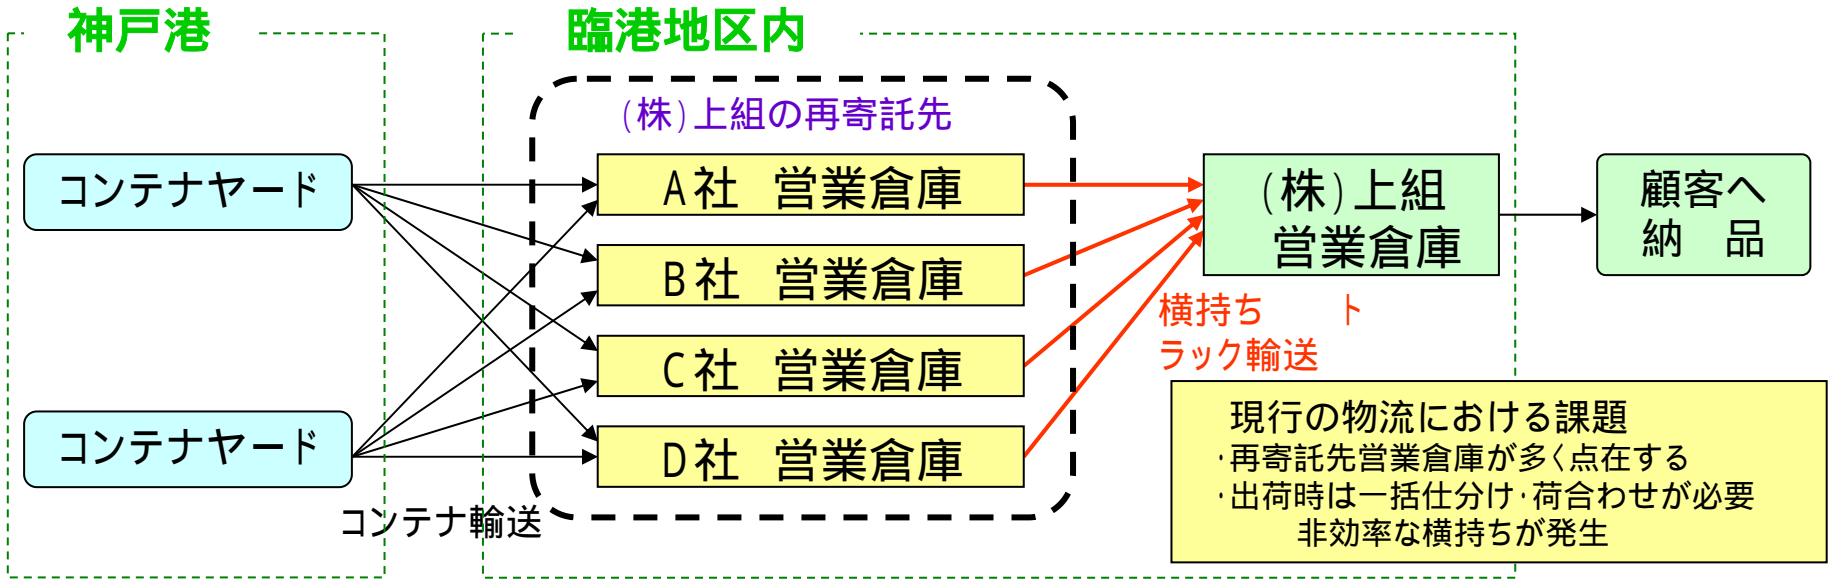 神戸港
臨港地区内
(株)上組の再寄託先
コンテナヤード
コンテナヤード
コンテナ輸送
A社 営業倉庫
B社 営業倉庫
C社 営業倉庫
D社 営業倉庫
(株)上組
営業倉庫
顧客へ
納 品
横持ち ト
ラック輸送
現行の物流における課題
・再寄託先営業倉庫が多く点在する
・出荷時は一括仕分け・荷合わせが必要
非効率な横持ちが発生